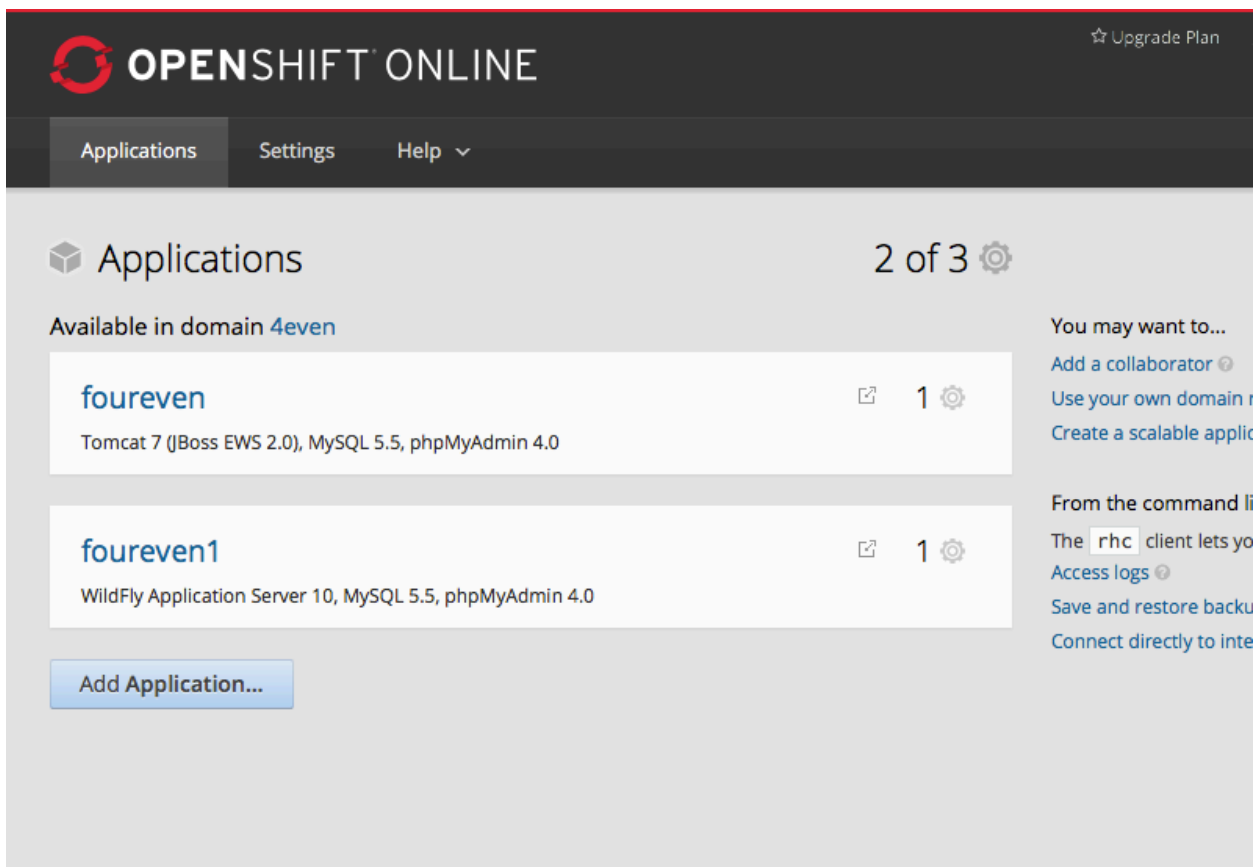 OPENSHIFT ONLINE
Upgrade Plan
Applications Settings Help
Applications
2 of 3
Available in domain 4even
foureven
1
Tomcat 7 (JBoss EWS 2.0), MySQL 5.5, phpMyAdmin 4.0
foureven1
1
WildFly Application Server 10, MySQL 5.5, phpMyAdmin 4.0
Add Application...
You may want to...
Add a collaborator
Use your own domain
Create a scalable
From the command
The rhc client lets
Access logs
Save and restore
Connect directly to